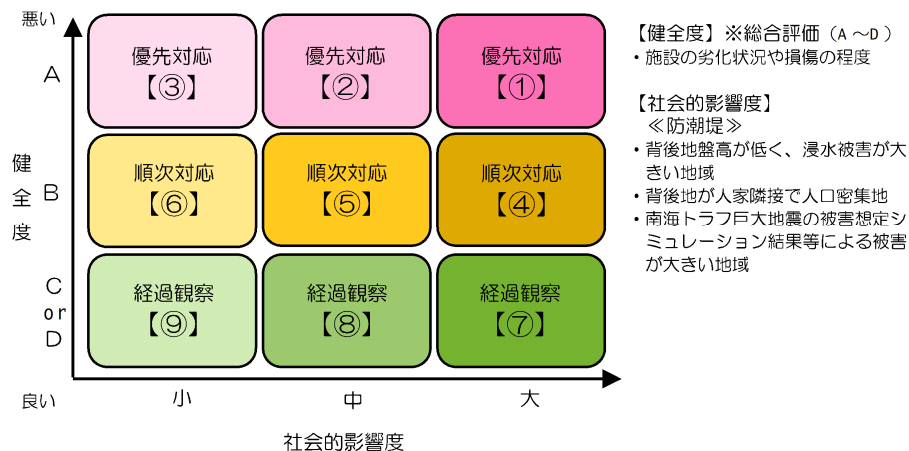 悪い
A
優先対応
【③】
優先対応
【②】
優先対応
【①】
健
全
度
B
順次対応
【⑥】
順次対応
【⑤】
順次対応
【④】
C
or
D
経過観察
【⑨】
経過観察
【⑧】
経過観察
【⑦】
良い
小
中
大
社会的影響度
【健全度】※総合評価（A～D）
・施設の劣化状況や損傷の程度
【社会的影響度】
≪防潮堤≫
・背後地盤高が低く、浸水被害が大
きい地域
・背後地が人家隣接で人口密集地
・南海トラフ巨大地震の被害想定シ
ミュレーション結果等による被害
が大きい地域